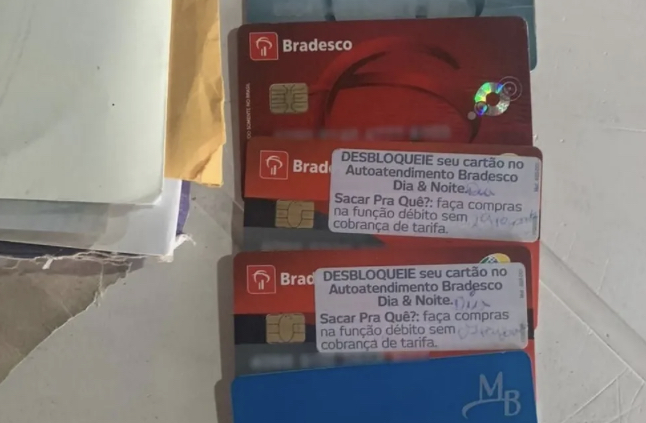 Bradesco
Brad
DESBLOQUEIE seu cartão no
Autoatendimento Bradesco
Dia & Noite.
Sacar Pra Quê?: faça compras
na função débito sem
cobrança de tarifa.
Brad
DESBLOQUEIE seu cartão no
Autoatendimento Bradesco
Dia & Noite. Dia
Sacar Pra Quê?: faça compras
na função débito sem
cobrança de tarifa.
MB